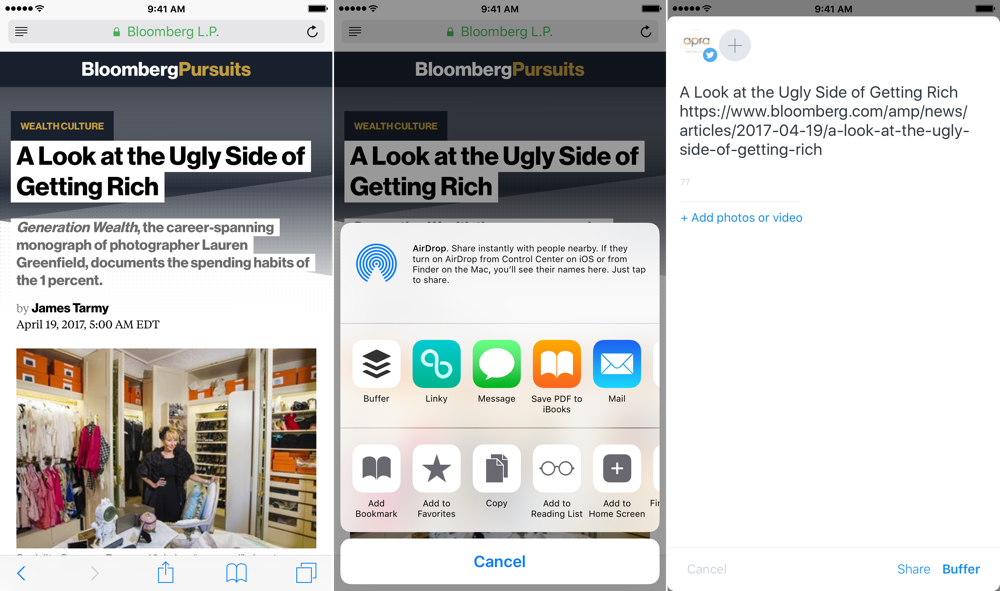 9:41 AM
Bloomberg L.P.
BloombergPursuits
WEALTH CULTURE
A Look at the Ugly Side of
Getting Rich
Generation Wealth, the career-spanning
monograph of photographer Lauren
Greenfield, documents the spending habits of
the 1 percent.
by James Tarmy
April 19, 2017, 5:00 AM EDT
9:41 AM
Bloomberg L.P.
BloombergPursuits
WEALTH CULTURE
A Look at the Ugly Side of
Getting Rich
AirDrop. Share instantly with people nearby. If they
turn on AirDrop from Control Center on iOS or from
Finder on the Mac, you'll see their names here. Just tap
to share.
Buffer
Linky
Message
Save PDF to
iBooks
Mail
Add
Bookmark
Add to
Favorites
Copy
Add to
Reading List
Add to
Home Screen
Cancel
9:41 AM
apra
A Look at the Ugly Side of Getting Rich
https://www.bloomberg.com/amp/news/
articles/2017-04-19/a-look-at-the-ugly-
side-of-getting-rich
77
+ Add photos or video
Cancel
Share
Buffer